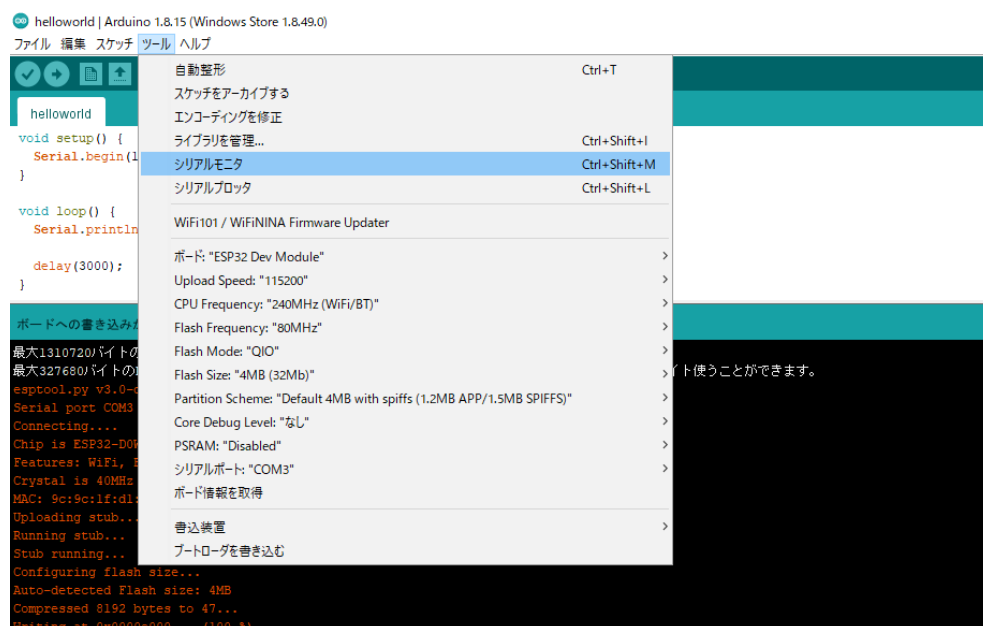 helloworld | Arduino 1.8.15 (Windows Store 1.8.49.0)
ファイル 編集 スケッチ ツール ヘルプ
helloworld
void setup() {
Serial.begin(
}
void loop() {
Serial.println
delay(3000);
}
自動整形 Ctrl+T
スケッチをアーカイブする
エンコーディングを修正
ライブラリを管理... Ctrl+Shift+I
シリアルモニタ Ctrl+Shift+M
シリアルプロッタ Ctrl+Shift+L
WiFi101 / WiFiNINA Firmware Updater
ボード: "ESP32 Dev Module"
Upload Speed: "115200"
CPU Frequency: "240MHz (WiFi/BT)"
Flash Frequency: "80MHz"
Flash Mode: "QIO"
Flash Size: "4MB (32Mb)"
Partition Scheme: "Default 4MB with spiffs (1.2MB APP/1.5MB SPIFFS)"
Core Debug Level: "なし"
PSRAM: "Disabled"
シリアルポート: "COM3"
ボード情報を取得
書込装置
ブートローダを書き込む
ボードへの書き込み
最大1310720バイトの
最大327680バイトの
イト使うことができます。
esptool.py v3.0-
Serial port COM3
Connecting....
Chip is ESP32-D0W
Features: WiFi,
Crystal is 40MHz
MAC: 9c:9c:1f:d1:
Uploading stub...
Running stub...
Stub running...
Configuring flash size...
Auto-detected Flash size: 4MB
Compressed 8192 bytes to 47...